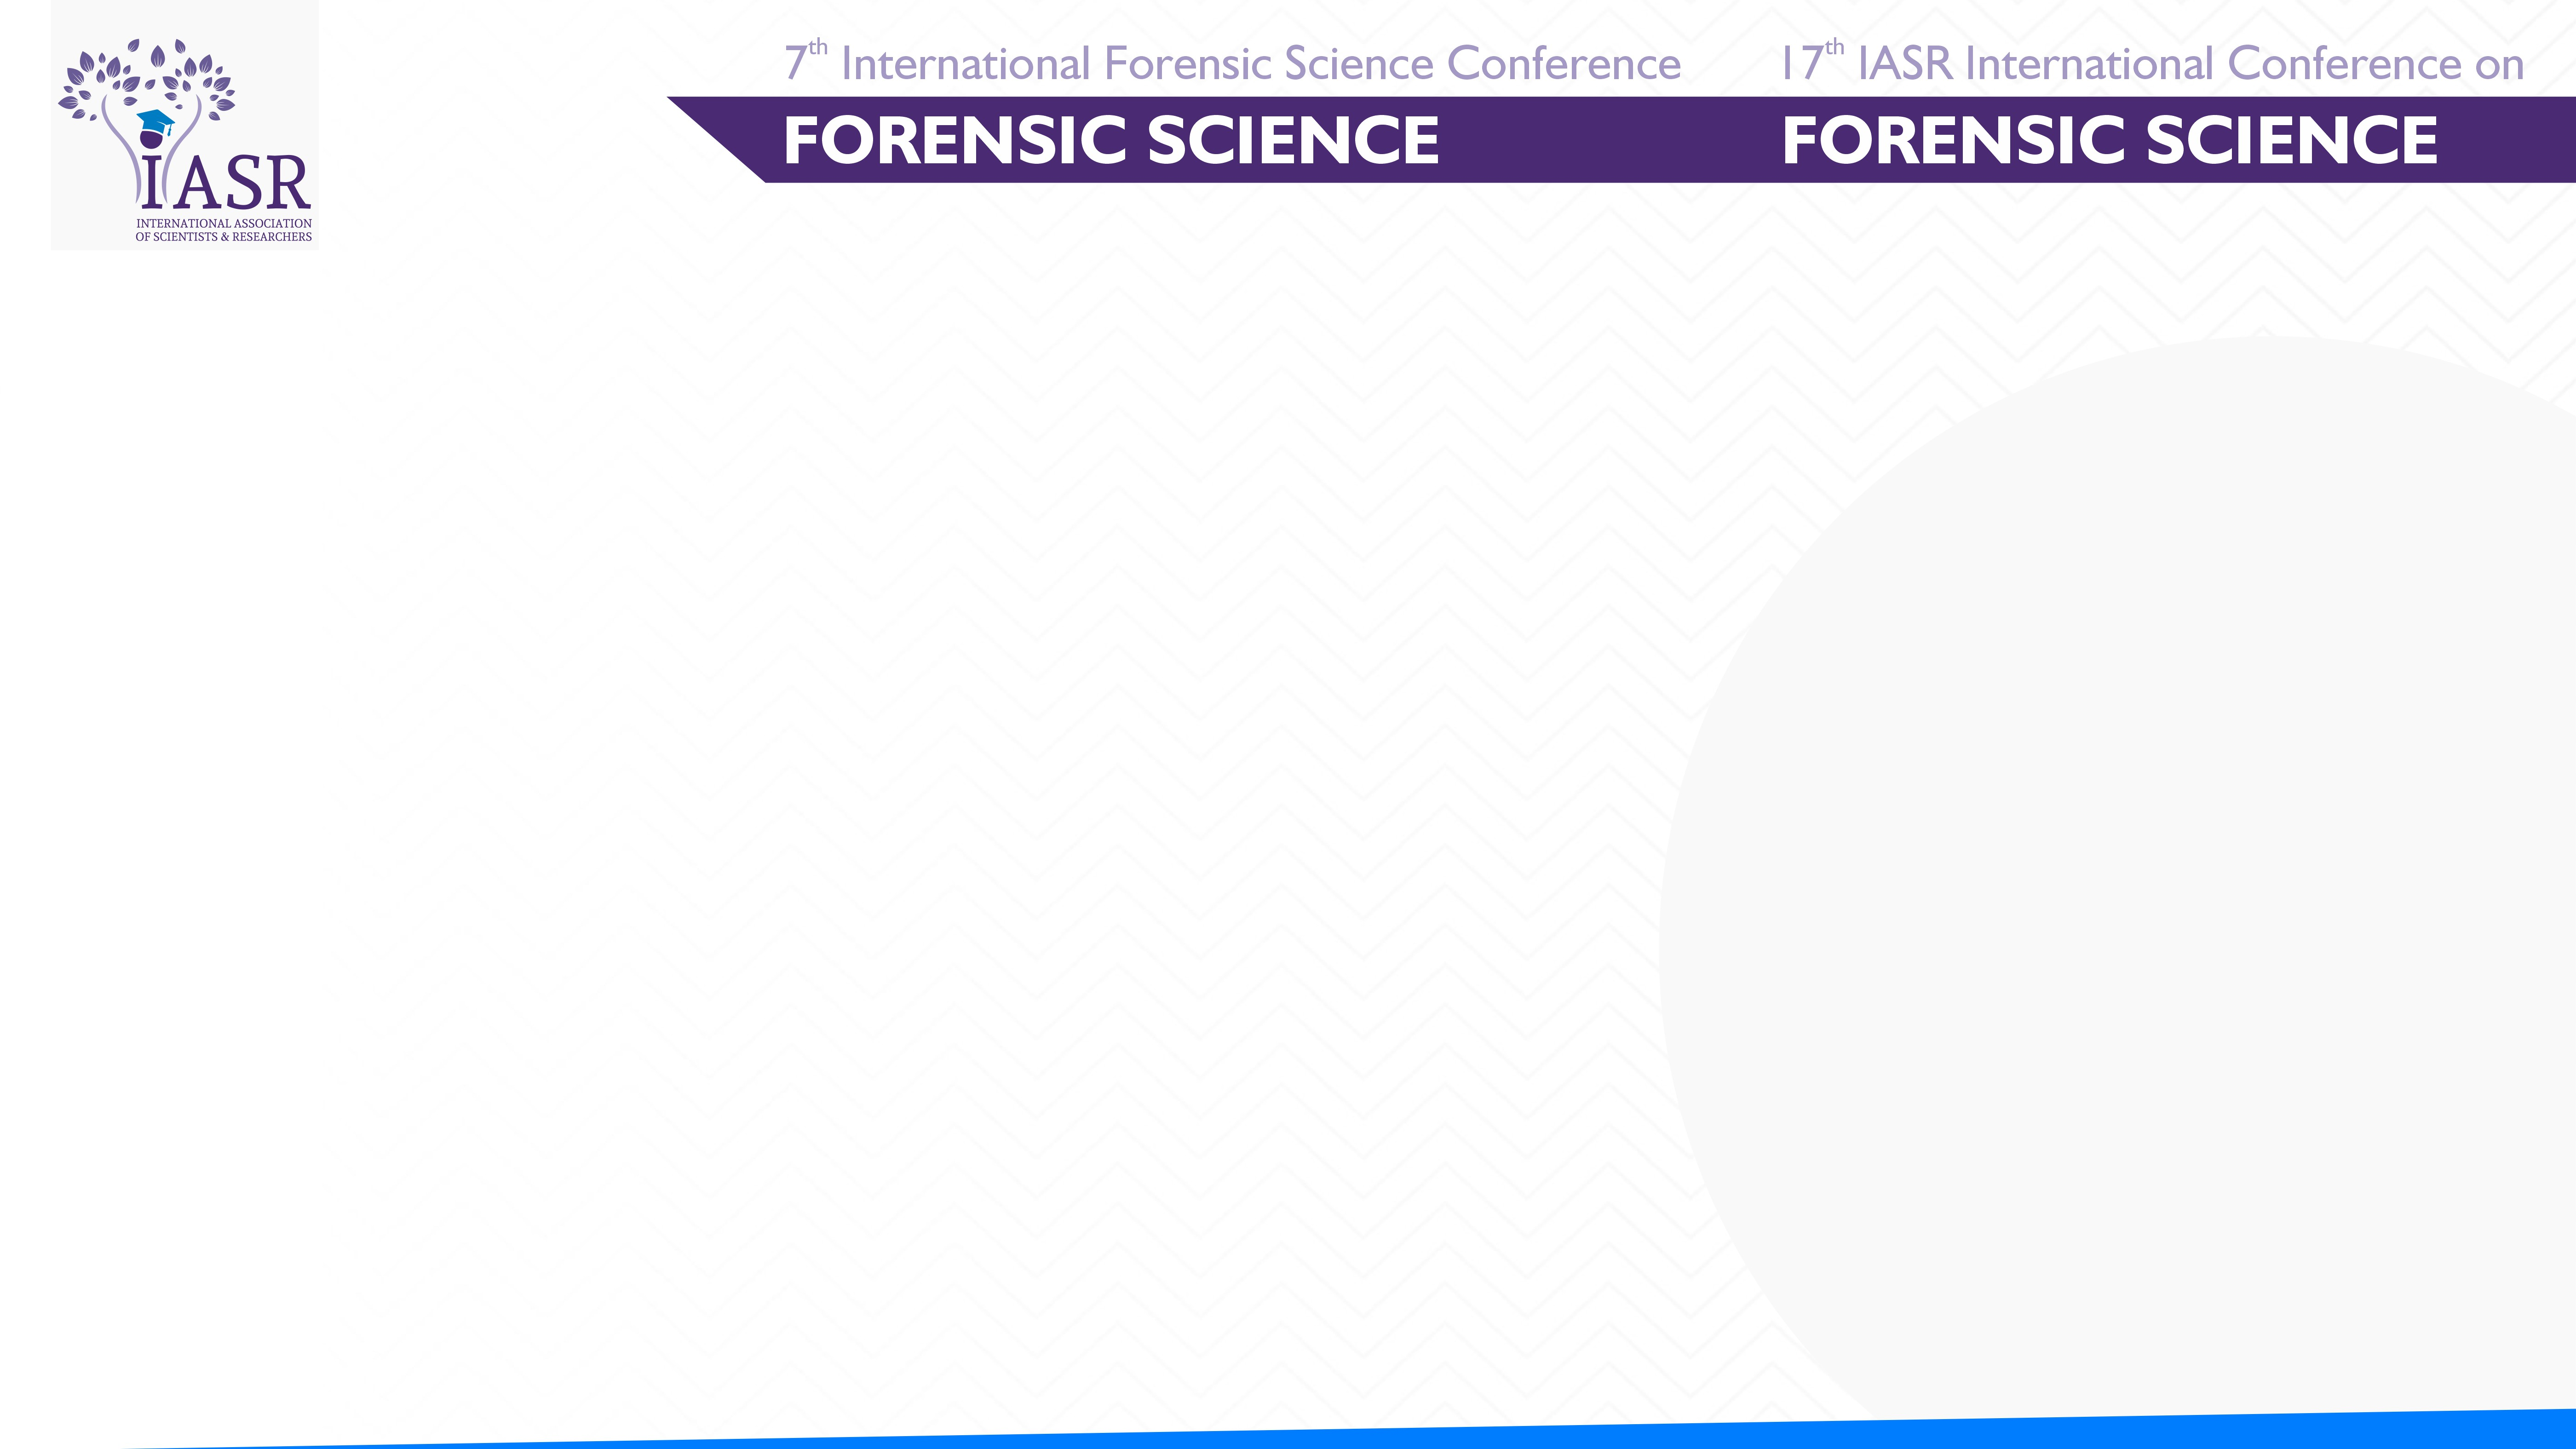 IASR
INTERNATIONAL ASSOCIATION
OF SCIENTISTS & RESEARCHERS
7th International Forensic Science Conference
FORENSIC SCIENCE
17th IASR International Conference on
FORENSIC SCIENCE